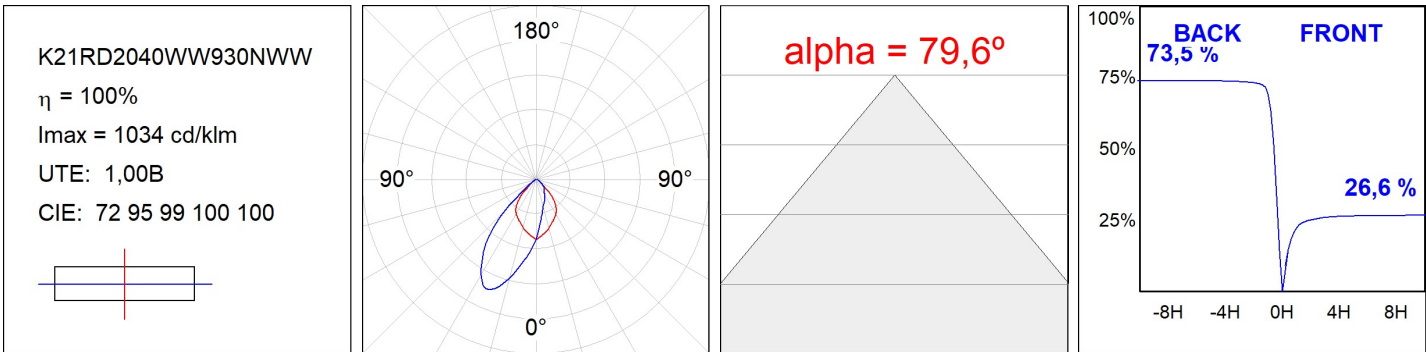 K21RD2040WW930NWW
η = 100%
Imax = 1034 cd/klm
UTE: 1,00B
CIE: 72 95 99 100 100
180°
90° 90°
0°
alpha = 79,6º
100%
BACK FRONT
73,5 %
75%
50%
26,6 %
25%
-8H -4H 0H 4H 8H